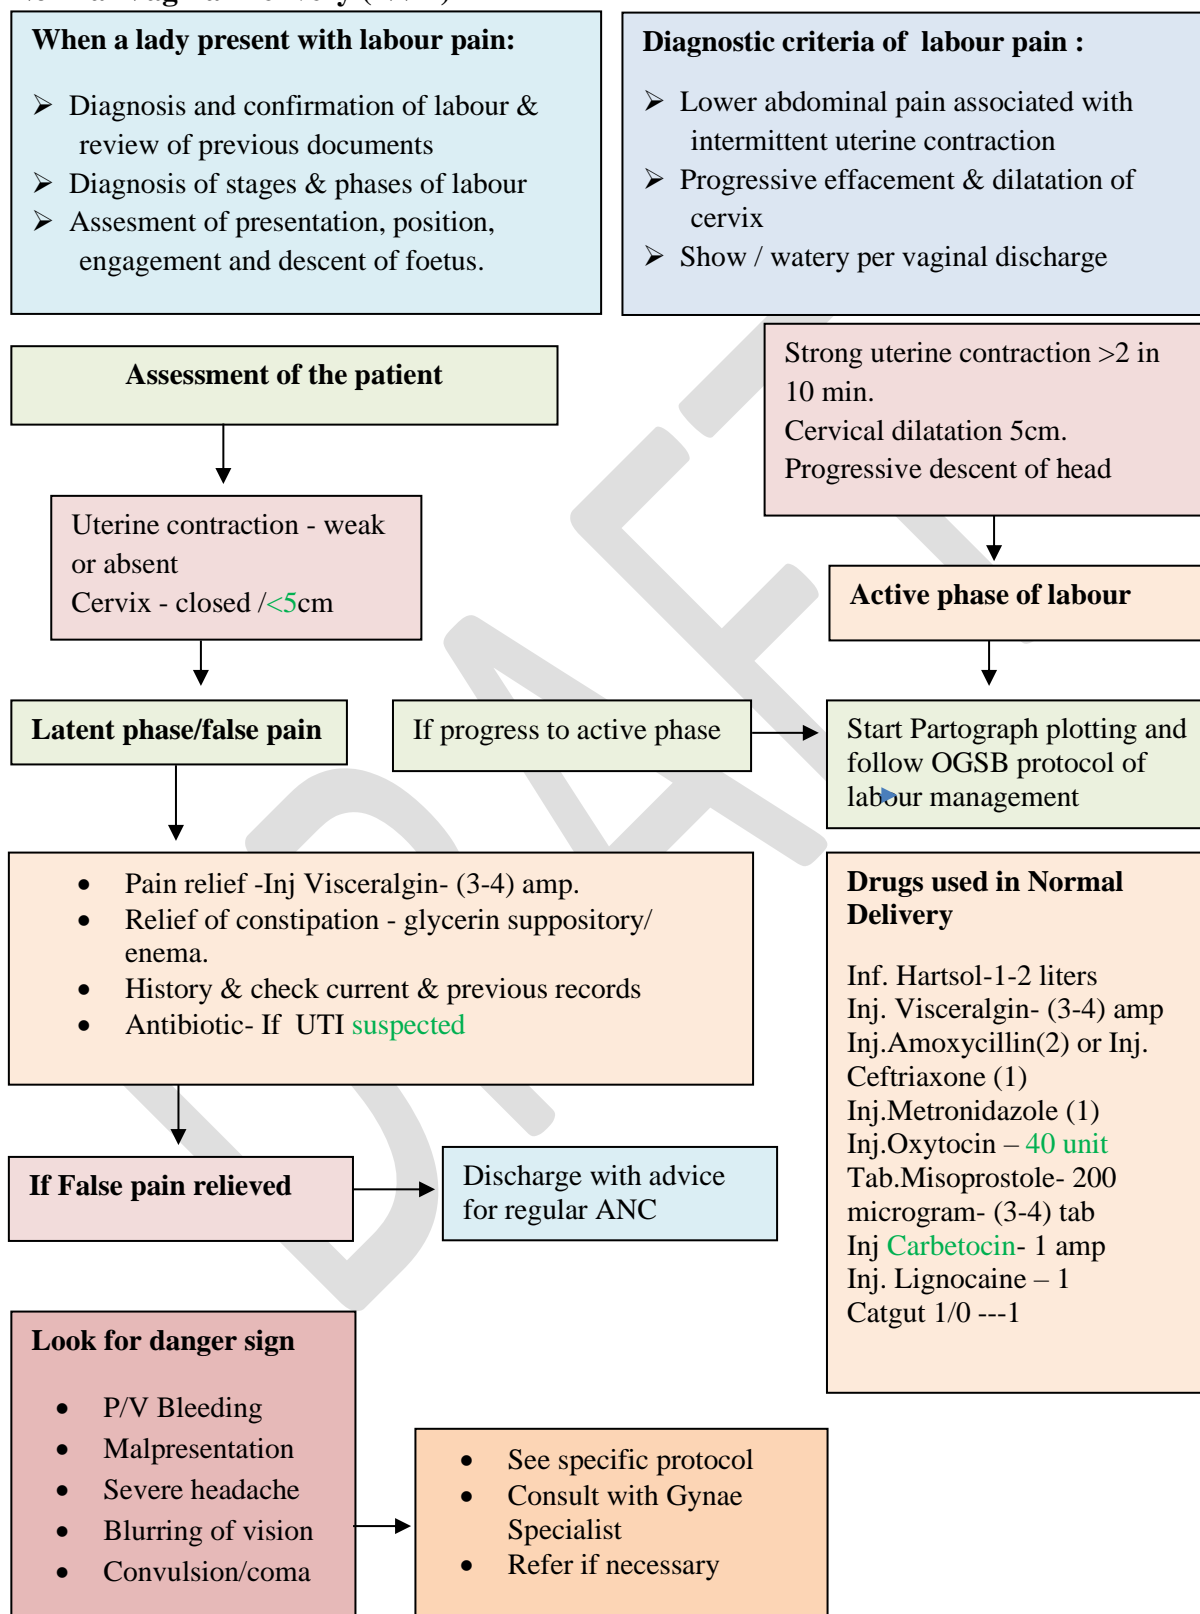 When a lady present with labour pain:
➢ Diagnosis and confirmation of labour &
review of previous documents
➢ Diagnosis of stages & phases of labour
➢ Assesment of presentation, position,
engagement and descent of foetus.
Diagnostic criteria of labour pain :
➢ Lower abdominal pain associated with
intermittent uterine contraction
➢ Progressive effacement & dilatation of
cervix
➢ Show / watery per vaginal discharge
Assessment of the patient
Strong uterine contraction >2 in
10 min.
Cervical dilatation 5cm.
Progressive descent of head
Uterine contraction - weak
or absent
Cervix - closed /<5cm
Active phase of labour
Latent phase/false pain
If progress to active phase
Start Partograph plotting and
follow OGSB protocol of
labour management
• Pain relief -Inj Visceralgin- (3-4) amp.
• Relief of constipation - glycerin suppository/
enema.
• History & check current & previous records
• Antibiotic- If UTI suspected
Drugs used in Normal
Delivery
Inf. Hartsol-1-2 liters
Inj. Visceralgin- (3-4) amp
Inj.Amoxycillin(2) or Inj.
Ceftriaxone (1)
Inj.Metronidazole (1)
Inj.Oxytocin – 40 unit
Tab.Misoprostole- 200
microgram- (3-4) tab
Inj Carbetocin- 1 amp
Inj. Lignocaine – 1
Catgut 1/0 ---1
If False pain relieved
Discharge with advice
for regular ANC
Look for danger sign
• P/V Bleeding
• Malpresentation
• Severe headache
• Blurring of vision
• Convulsion/coma
• See specific protocol
• Consult with Gynae
Specialist
• Refer if necessary
DRAFT